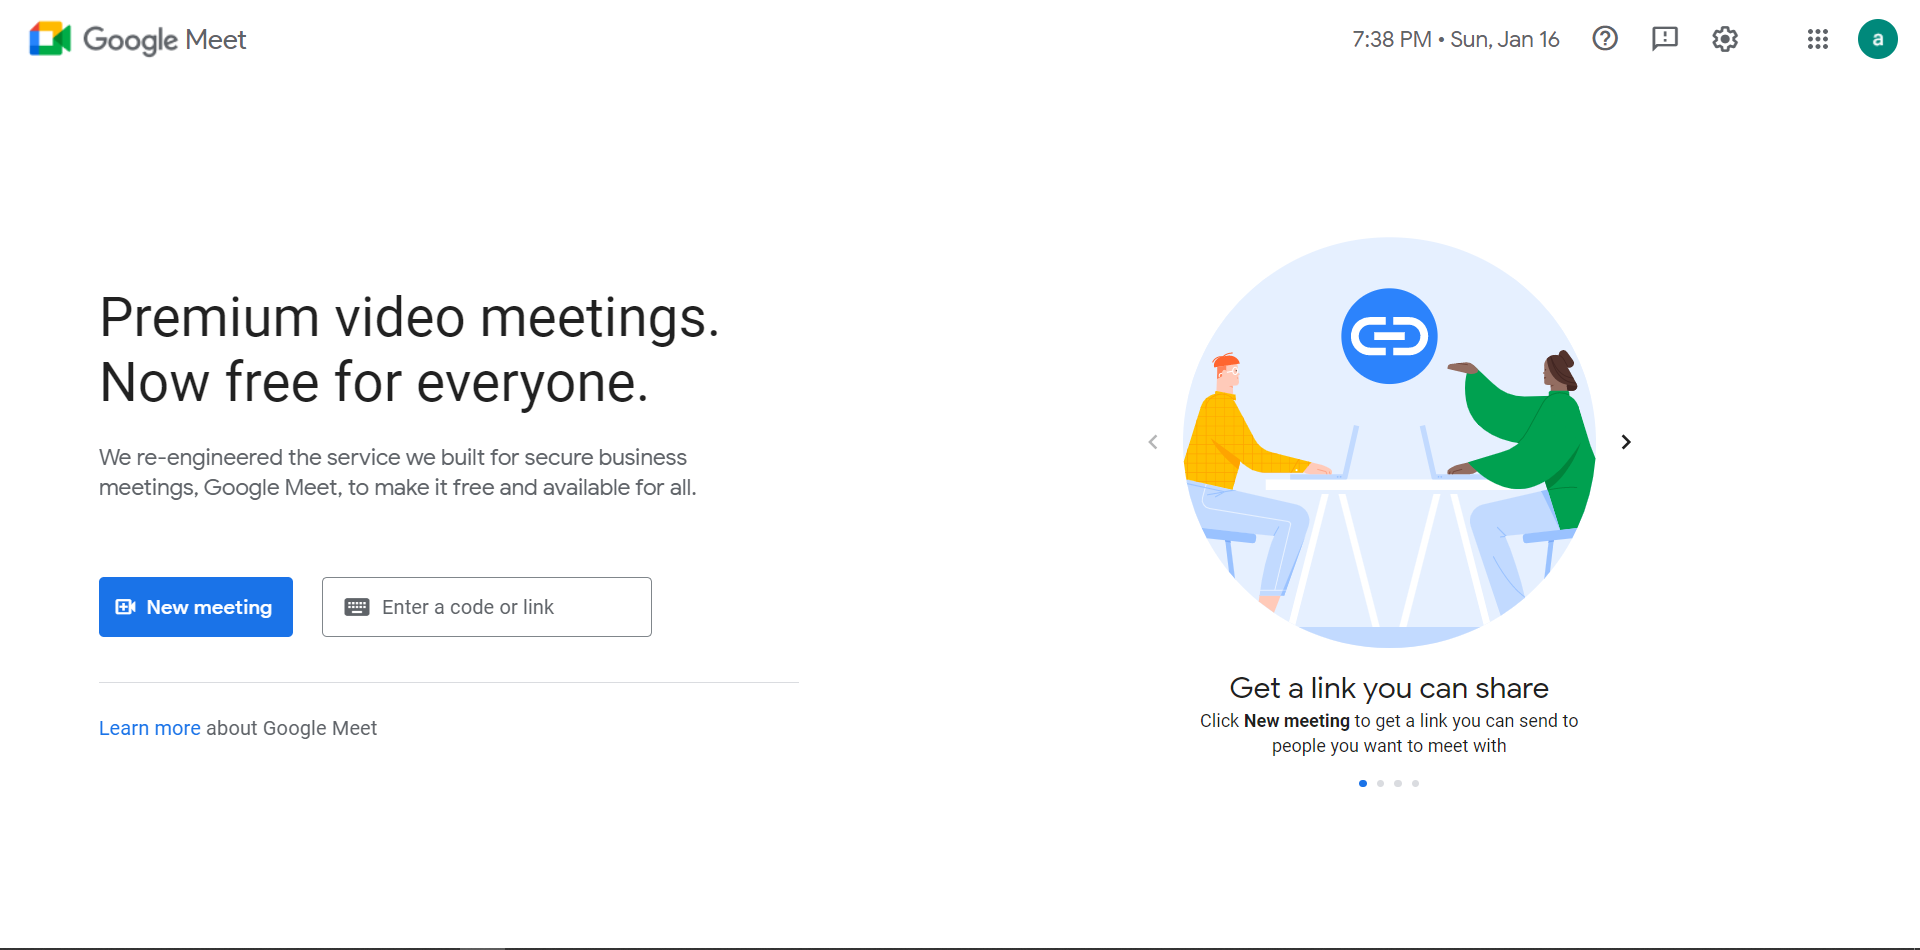 Google Meet
7:38 PM • Sun, Jan 16
a
Premium video meetings.
Now free for everyone.
We re-engineered the service we built for secure business
meetings, Google Meet, to make it free and available for all.
New meeting
Enter a code or link
Learn more about Google Meet
Get a link you can share
Click New meeting to get a link you can send to
people you want to meet with